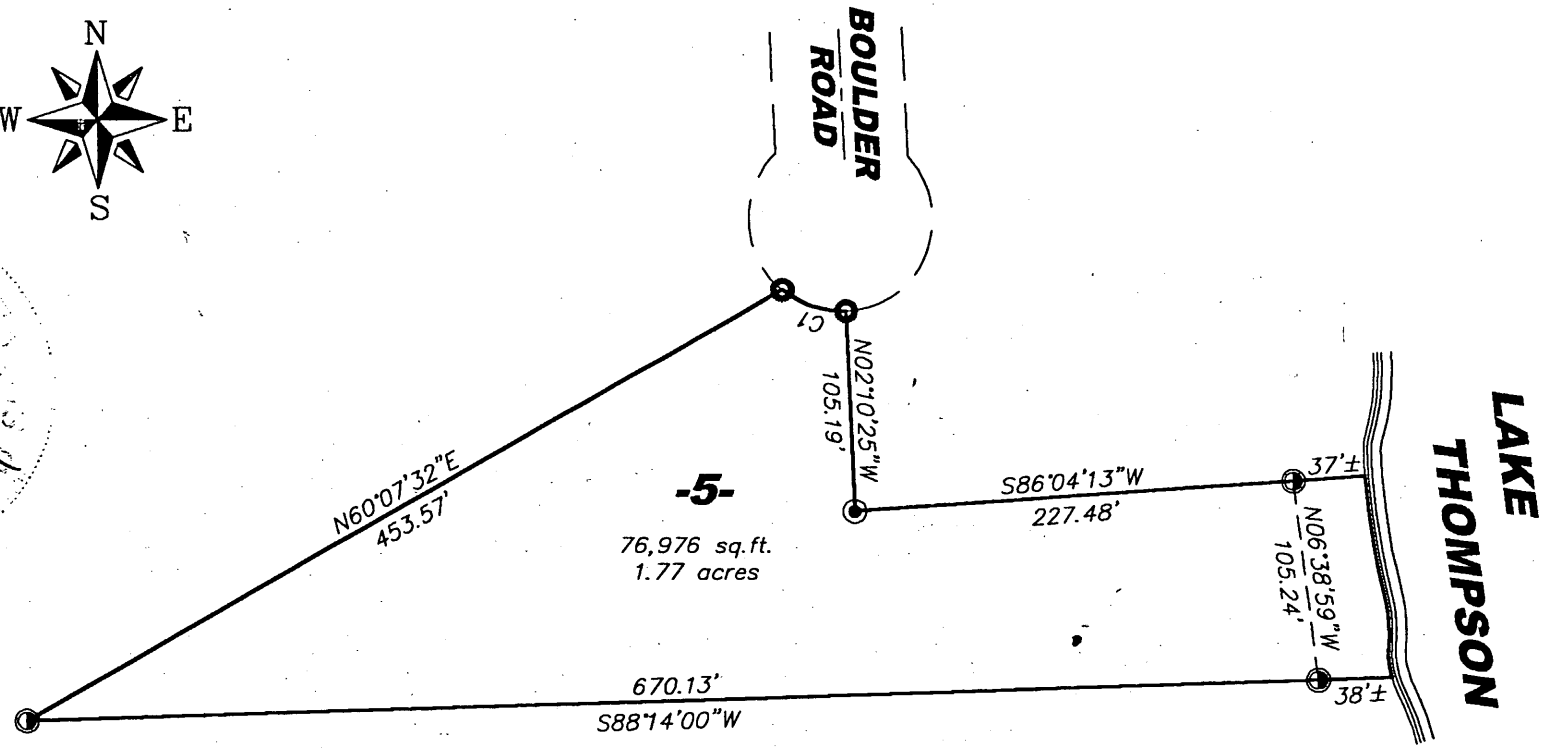 N
W
E
S
BOULDER
ROAD
C1
N02°10'25"W
105.19'
LAKE
THOMPSON
37'±
S86°04'13"W
227.48'
N60°07'32"E
453.57'
-5-
76,976 sq.ft.
1.77 acres
N06°38'59"W
105.24'
670.13'
S88°14'00"W
38'±